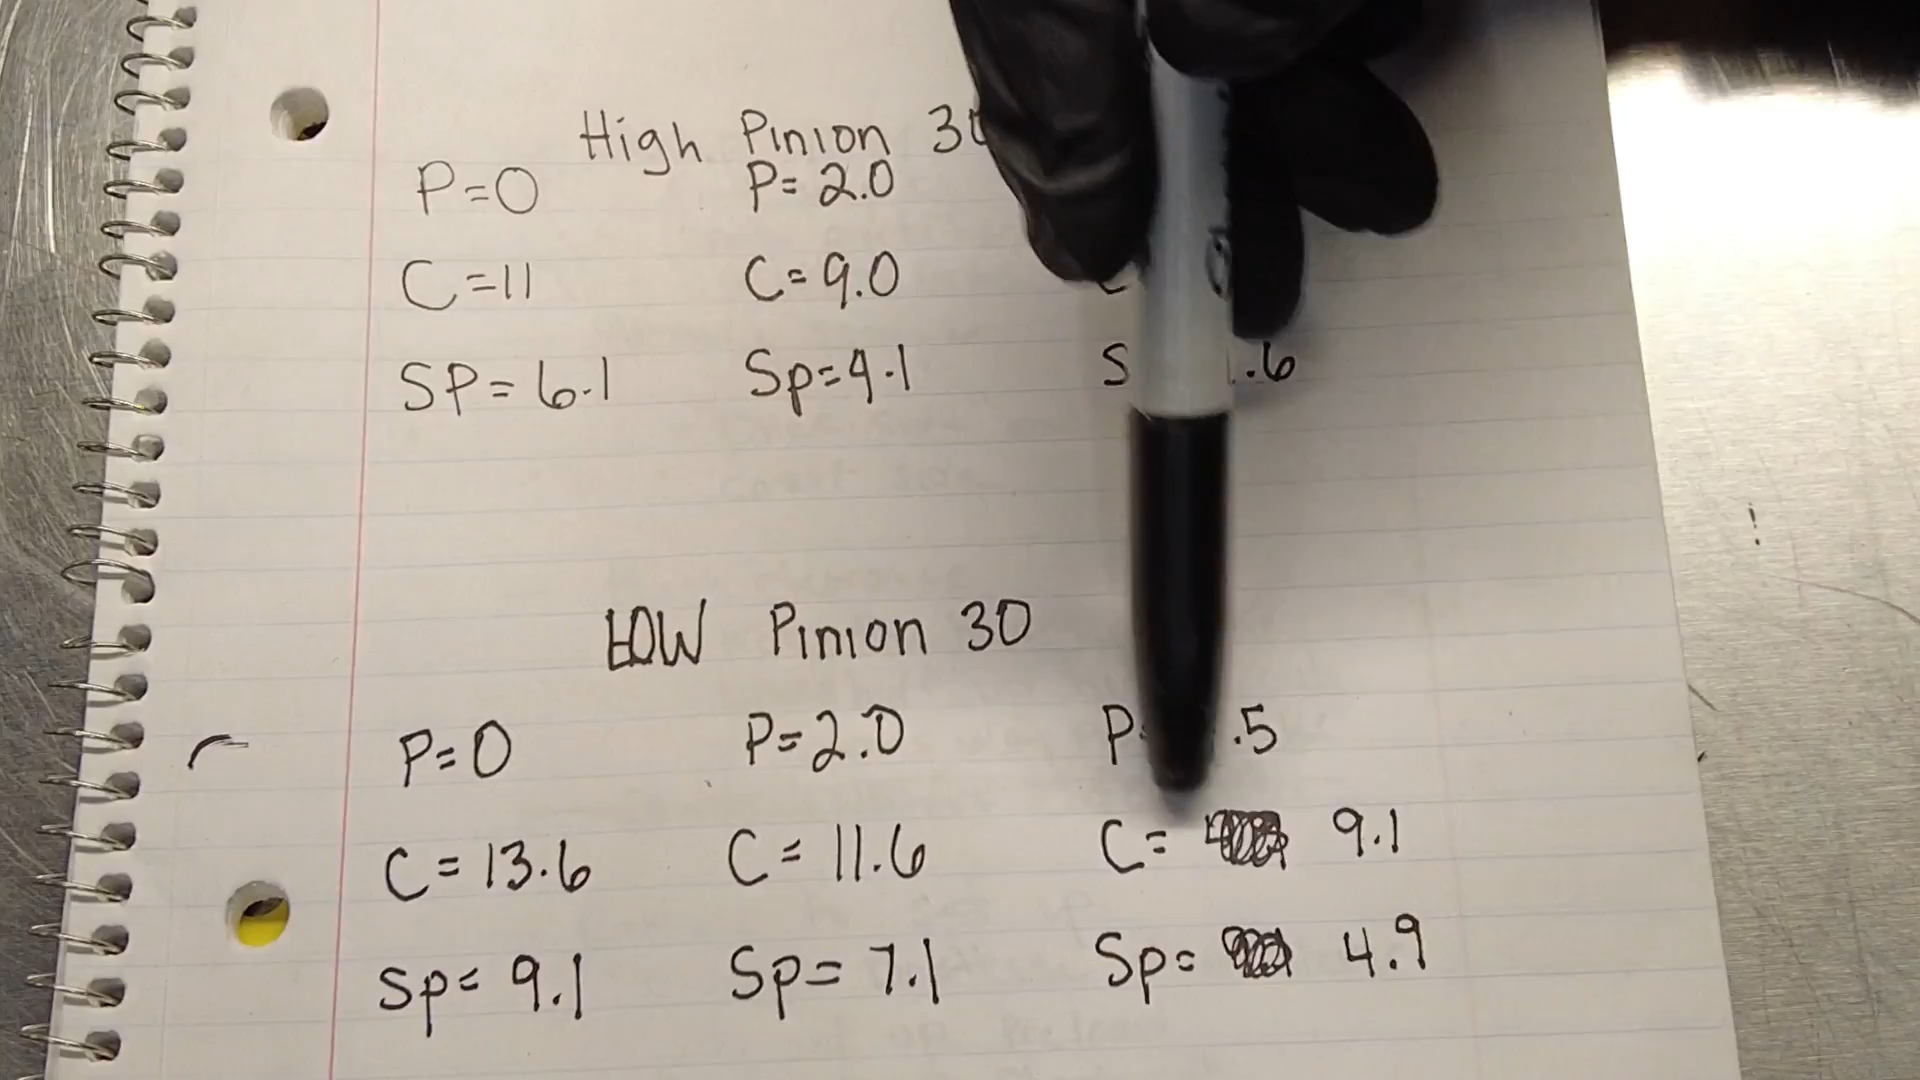 High Pinion 30
P=0 P=2.0
C=11 C=9.0
SP=6.1 Sp=4.1 S .6
LOW Pinion 30
P=0 P=2.0 P= .5
C=13.6 C=11.6 C= 9.1
Sp=9.1 Sp=7.1 Sp= 4.9